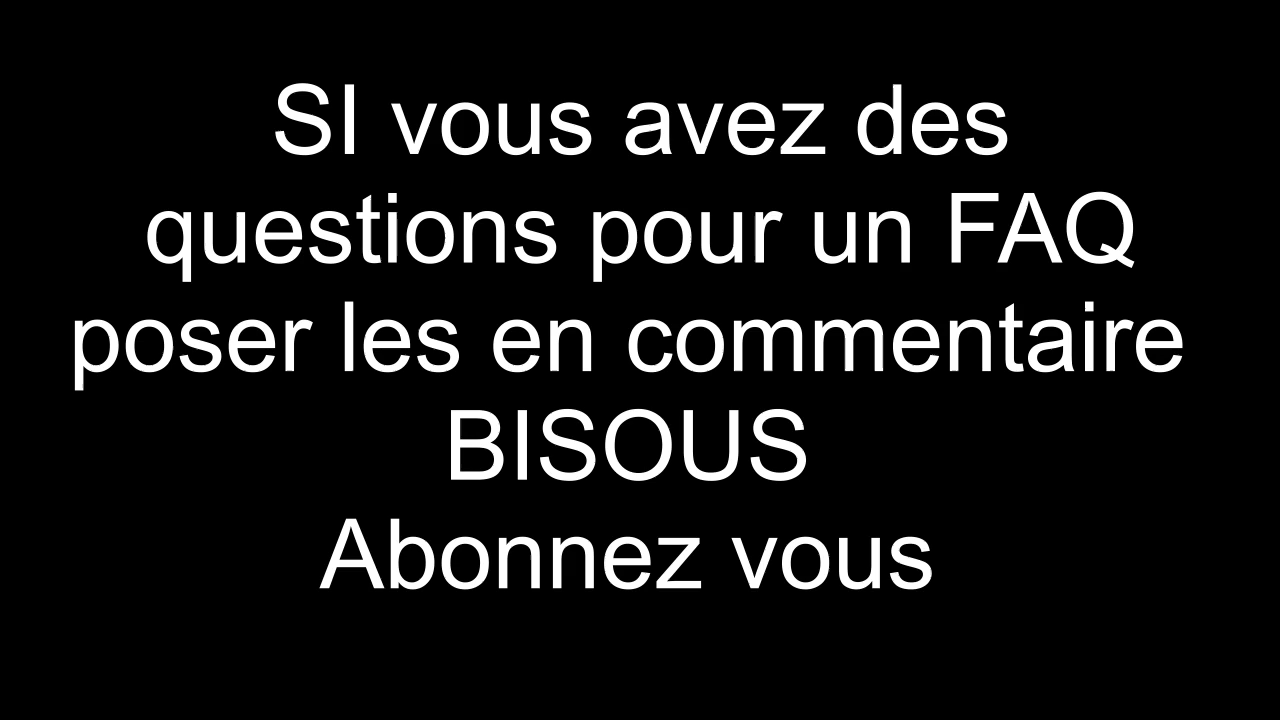 SI vous avez des
questions pour un FAQ
poser les en commentaire
BISOUS
Abonnez vous